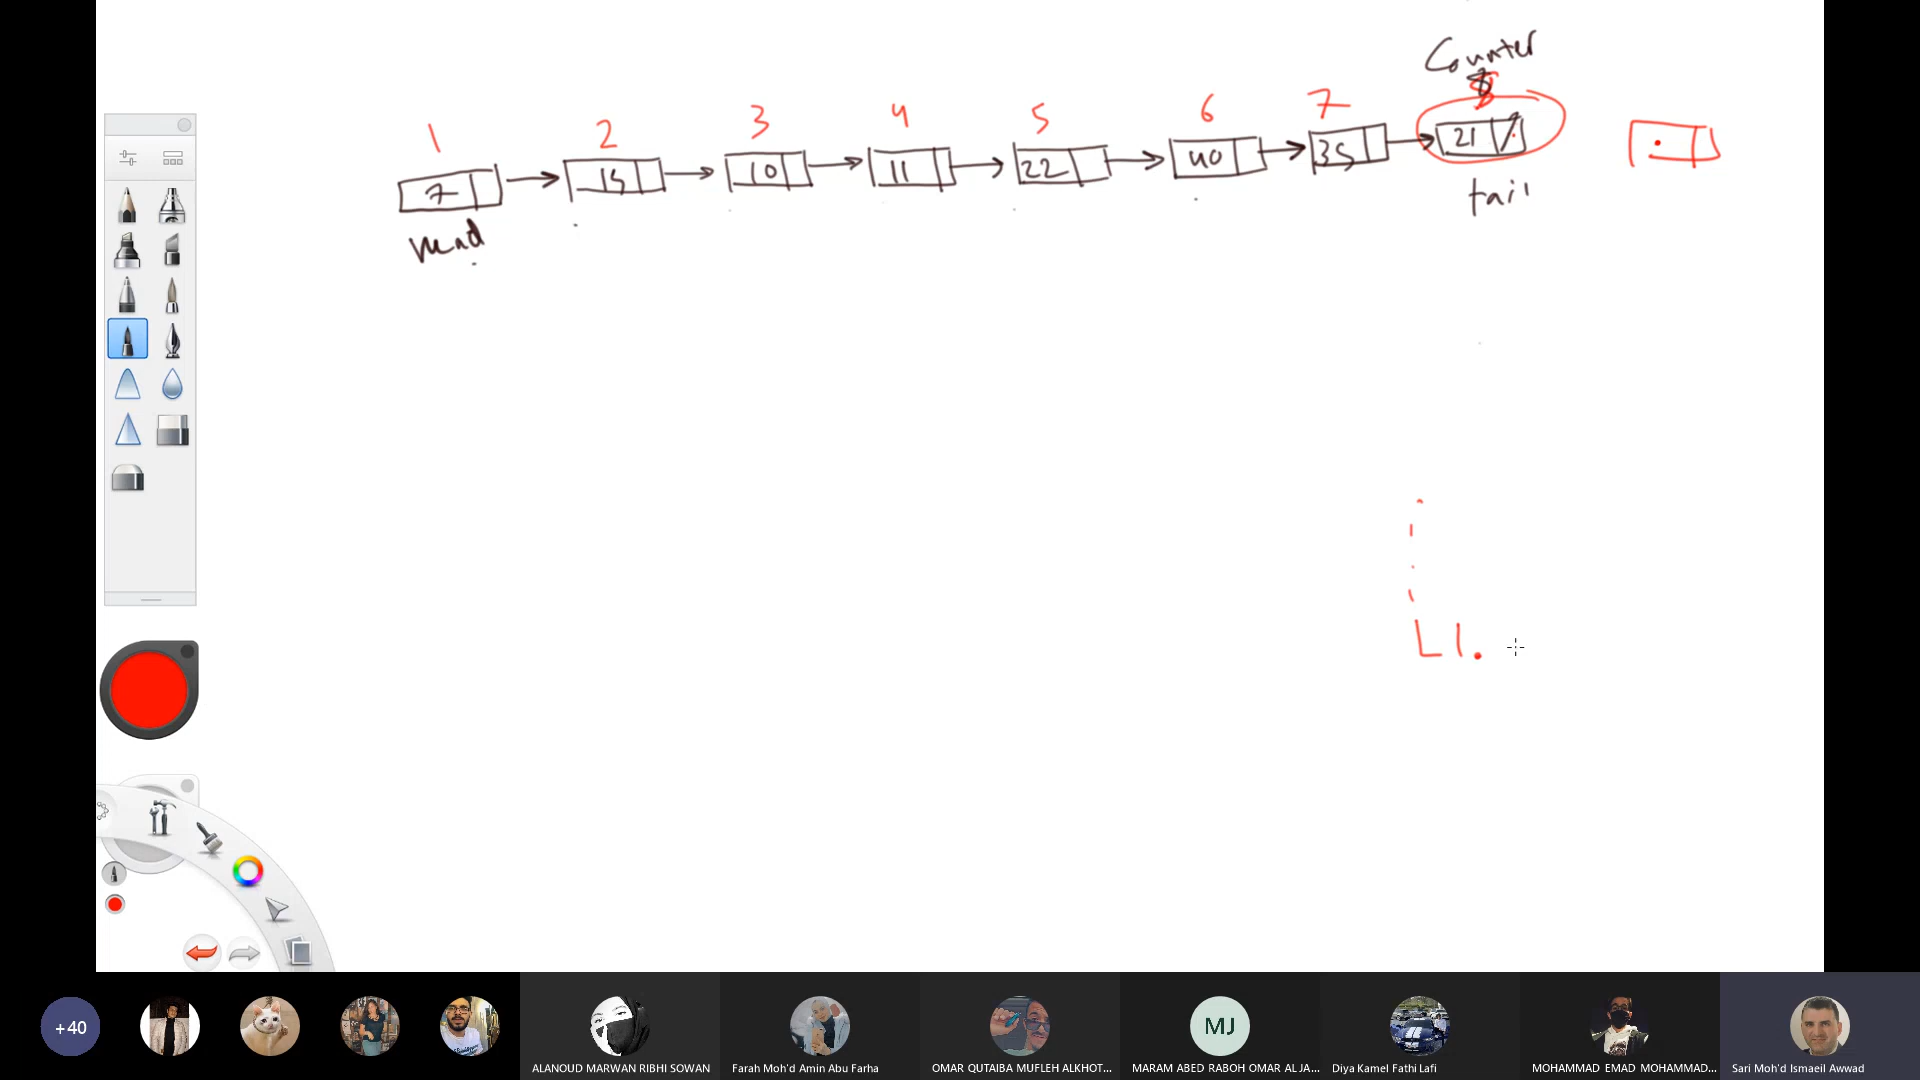 Counter
1 2 3 4 5 6 7 8
7 15 10 11 22 40 35 21
head
tail
L1.
+40
MJ
ALANOUD MARWAN RIBHI SOWAN
Farah Moh'd Amin Abu Farha
OMAR QUTAIBA MUFLEH ALKHOT...
MARAM ABED RABOH OMAR AL JA...
Diya Kamel Fathi Lafi
MOHAMMAD EMAD MOHAMMAD...
Sari Moh'd Ismaeil Awwad